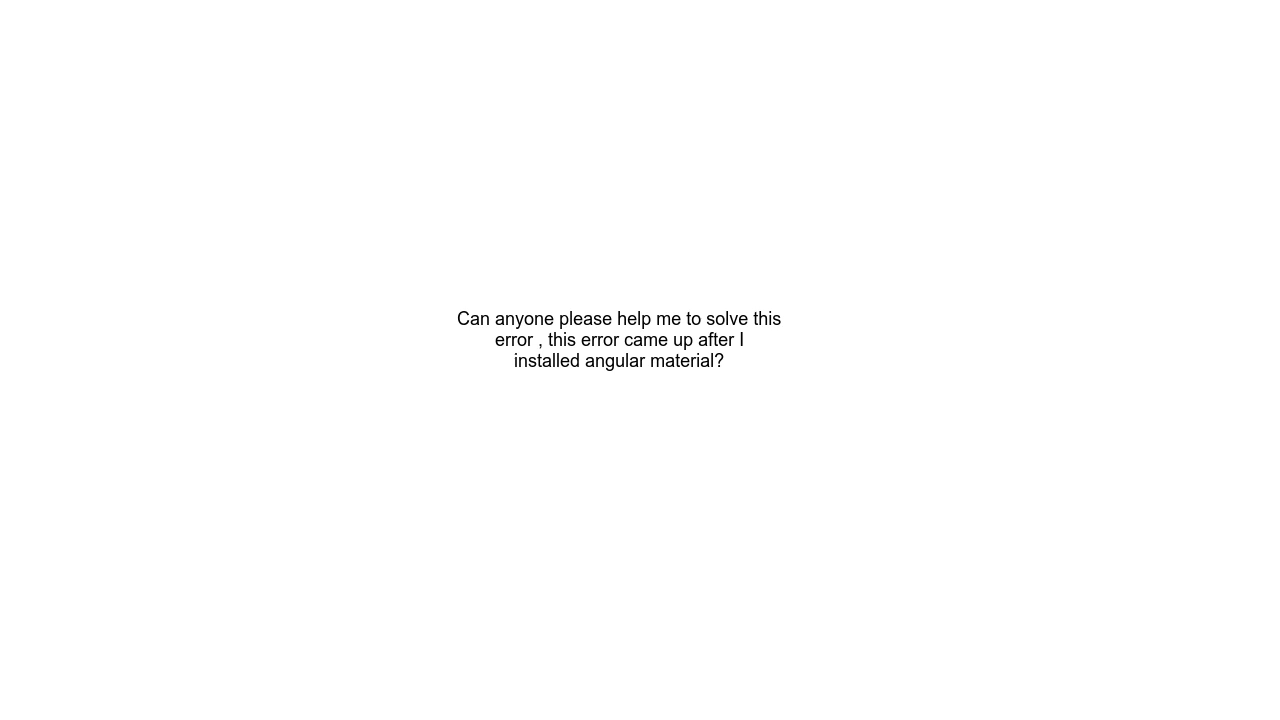 Can anyone please help me to solve this
error , this error came up after I
installed angular material?